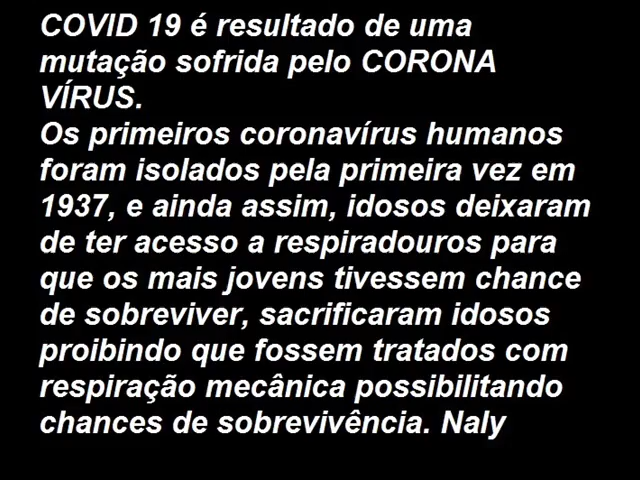 COVID 19 é resultado de uma
mutação sofrida pelo CORONA
VÍRUS.
Os primeiros coronavírus humanos
foram isolados pela primeira vez em
1937, e ainda assim, idosos deixaram
de ter acesso a respiradouros para
que os mais jovens tivessem chance
de sobreviver, sacrificaram idosos
proibindo que fossem tratados com
respiração mecânica possibilitando
chances de sobrevivência. Naly